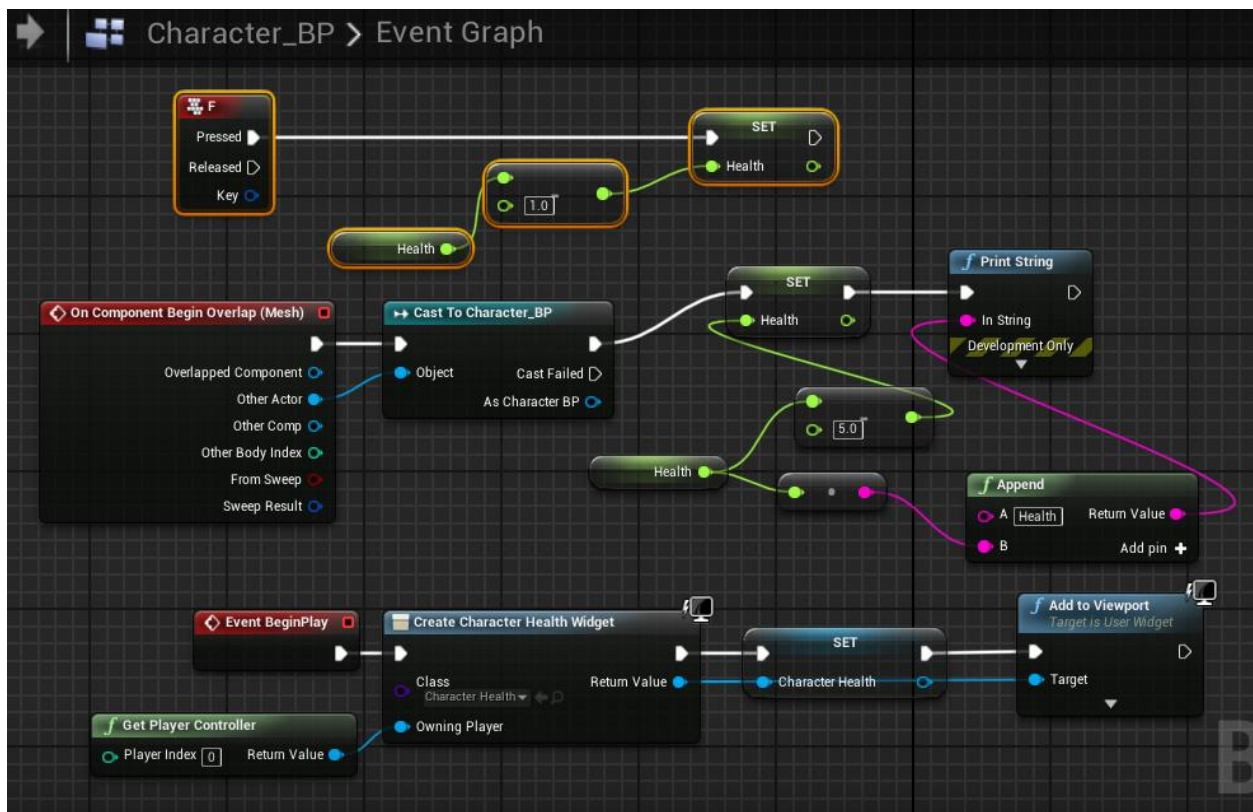 Character_BP > Event Graph
F
Pressed
Released
Key
SET
Health
1.0
Health
On Component Begin Overlap (Mesh)
Overlapped Component
Other Actor
Other Comp
Other Body Index
From Sweep
Sweep Result
Cast To Character_BP
Object
Cast Failed
As Character BP
SET
Health
Print String
In String
Development Only
5.0
Health
Append
A Health Return Value
B Add pin +
Event BeginPlay
Create Character Health Widget
Class
Character Health
Return Value
Owning Player
SET
Character Health
Add to Viewport
Target is User Widget
Target
Get Player Controller
Player Index 0 Return Value
B